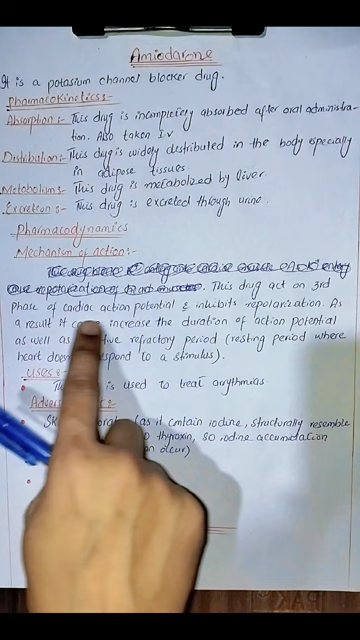 Amiodarone
It is a potasium channel blocker drug.
Pharmacokinetics:-
Absorption:- This drug is incompletely absorbed after oral administra-
tion. Also taken I.V
Distribution:- This drug is widely distributed in the body especially
in adipose tissues.
Metabolism:- This drug is metabolized by liver.
Excretion:- This drug is excreted through urine.
Pharmacodynamics
Mechanism of action:-
This drug act on 3rd
phase of cardiac action potential & inhibits repolarization. As
a result it increase the duration of action potential
as well as refractory period (resting period where
heart to a stimulus).
Uses:-
is used to treat arrythmias.
Skin (as it contain iodine, structurally resemble
to thyroxin, so iodine accumulation
occur)